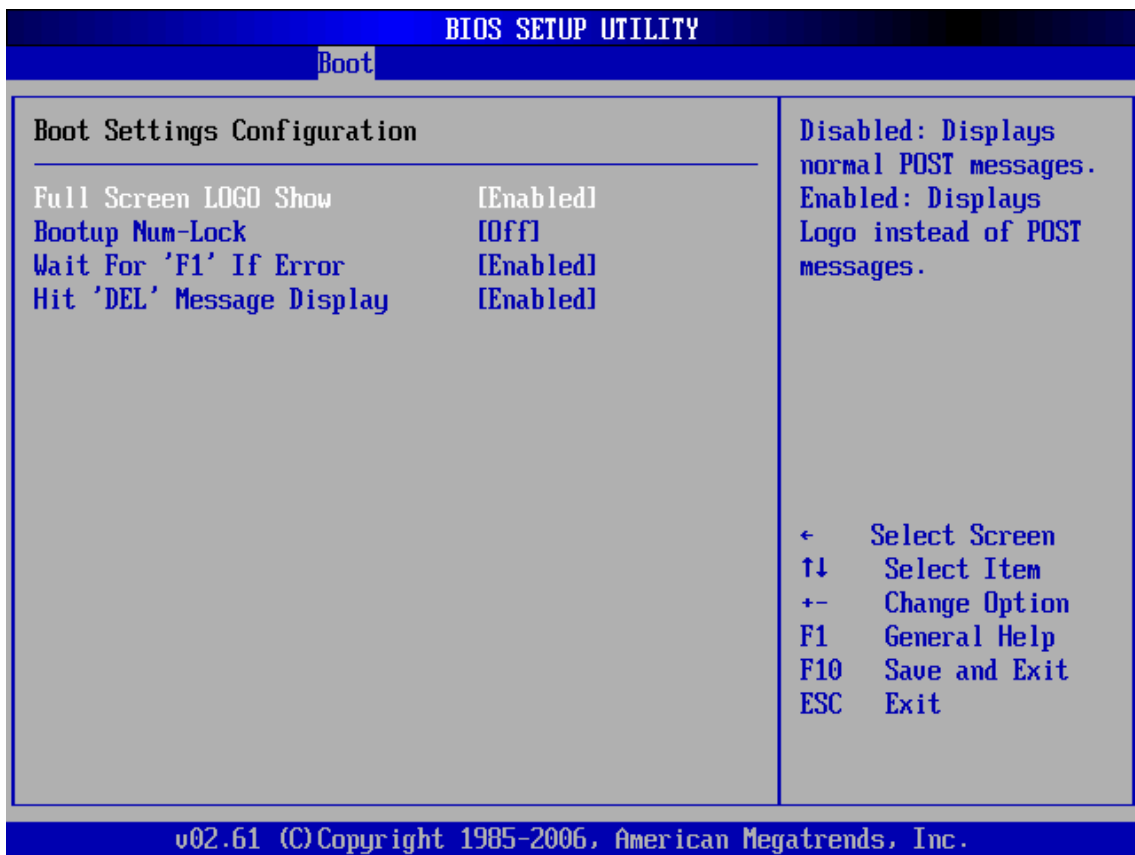 BIOS SETUP UTILITY
Boot
Boot Settings Configuration
Full Screen LOGO Show [Enabled]
Bootup Num-Lock [Off]
Wait For 'F1' If Error [Enabled]
Hit 'DEL' Message Display [Enabled]
Disabled: Displays
normal POST messages.
Enabled: Displays
Logo instead of POST
messages.
← Select Screen
↑↓ Select Item
+- Change Option
F1 General Help
F10 Save and Exit
ESC Exit
v02.61 (C)Copyright 1985-2006, American Megatrends, Inc.